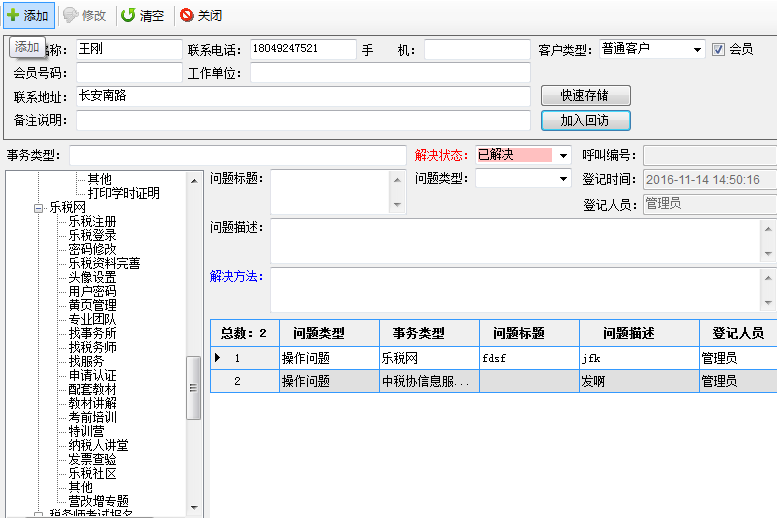 添加 修改 清空 关闭
添加 称: 王刚 联系电话: 18049247521 手 机: 客户类型: 普通客户 会员
会员号码: 工作单位:
联系地址: 长安南路 快速存储
备注说明: 加入回访
事务类型: 解决状态: 已解决 呼叫编号:
问题标题: 问题类型: 登记时间: 2016-11-14 14:50:16
登记人员: 管理员
问题描述:
解决方法:
其他
打印学时证明
乐税网
乐税注册
乐税登录
密码修改
乐税资料完善
头像设置
用户密码
黄页管理
专业团队
找事务所
找税务师
找服务
申请认证
配套教材
教材讲解
考前培训
特训营
纳税人讲堂
发票查验
乐税社区
其他
营改增专题
税务师考试报名
总数: 2 问题类型 事务类型 问题标题 问题描述 登记人员
1 操作问题 乐税网 fdsf jfk 管理员
2 操作问题 中税协信息服... 发啊 管理员